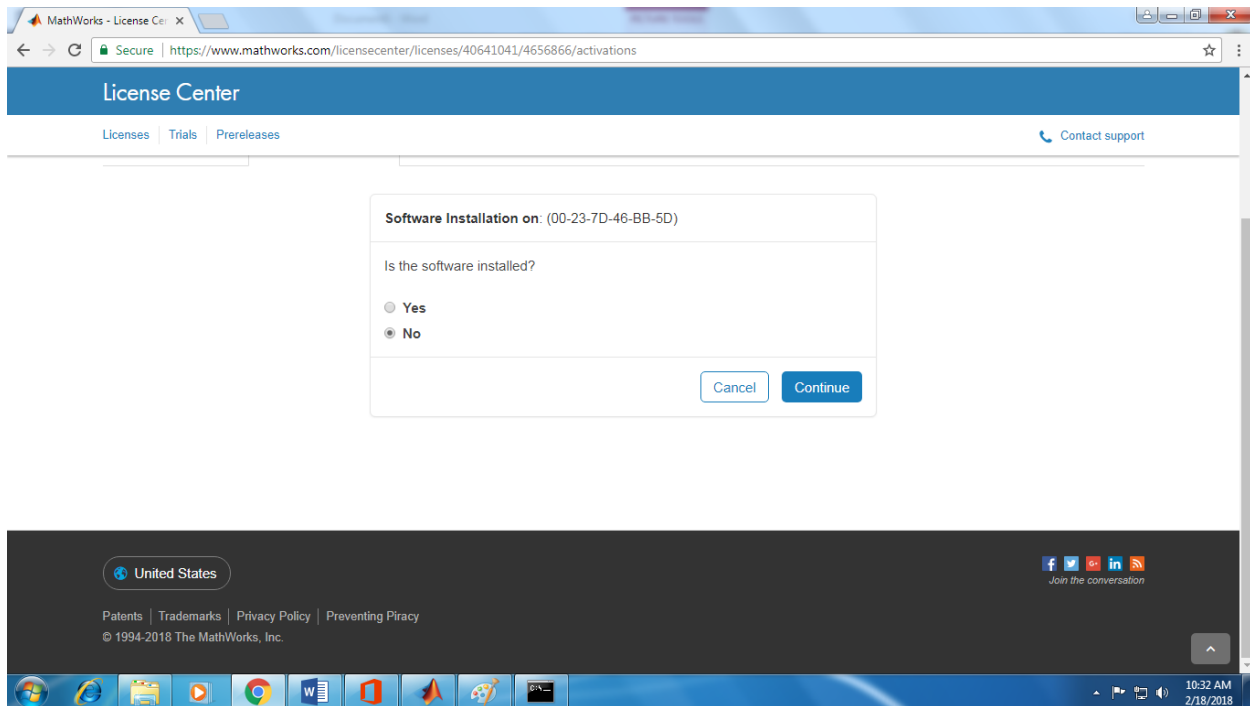 MathWorks - License Cer
Secure | https://www.mathworks.com/licensecenter/licenses/40641041/4656866/activations
License Center
Licenses Trials Prereleases Contact support
Software Installation on: (00-23-7D-46-BB-5D)
Is the software installed?
Yes
No
Cancel Continue
United States
Join the conversation
Patents | Trademarks | Privacy Policy | Preventing Piracy
© 1994-2018 The MathWorks, Inc.
10:32 AM
2/18/2018